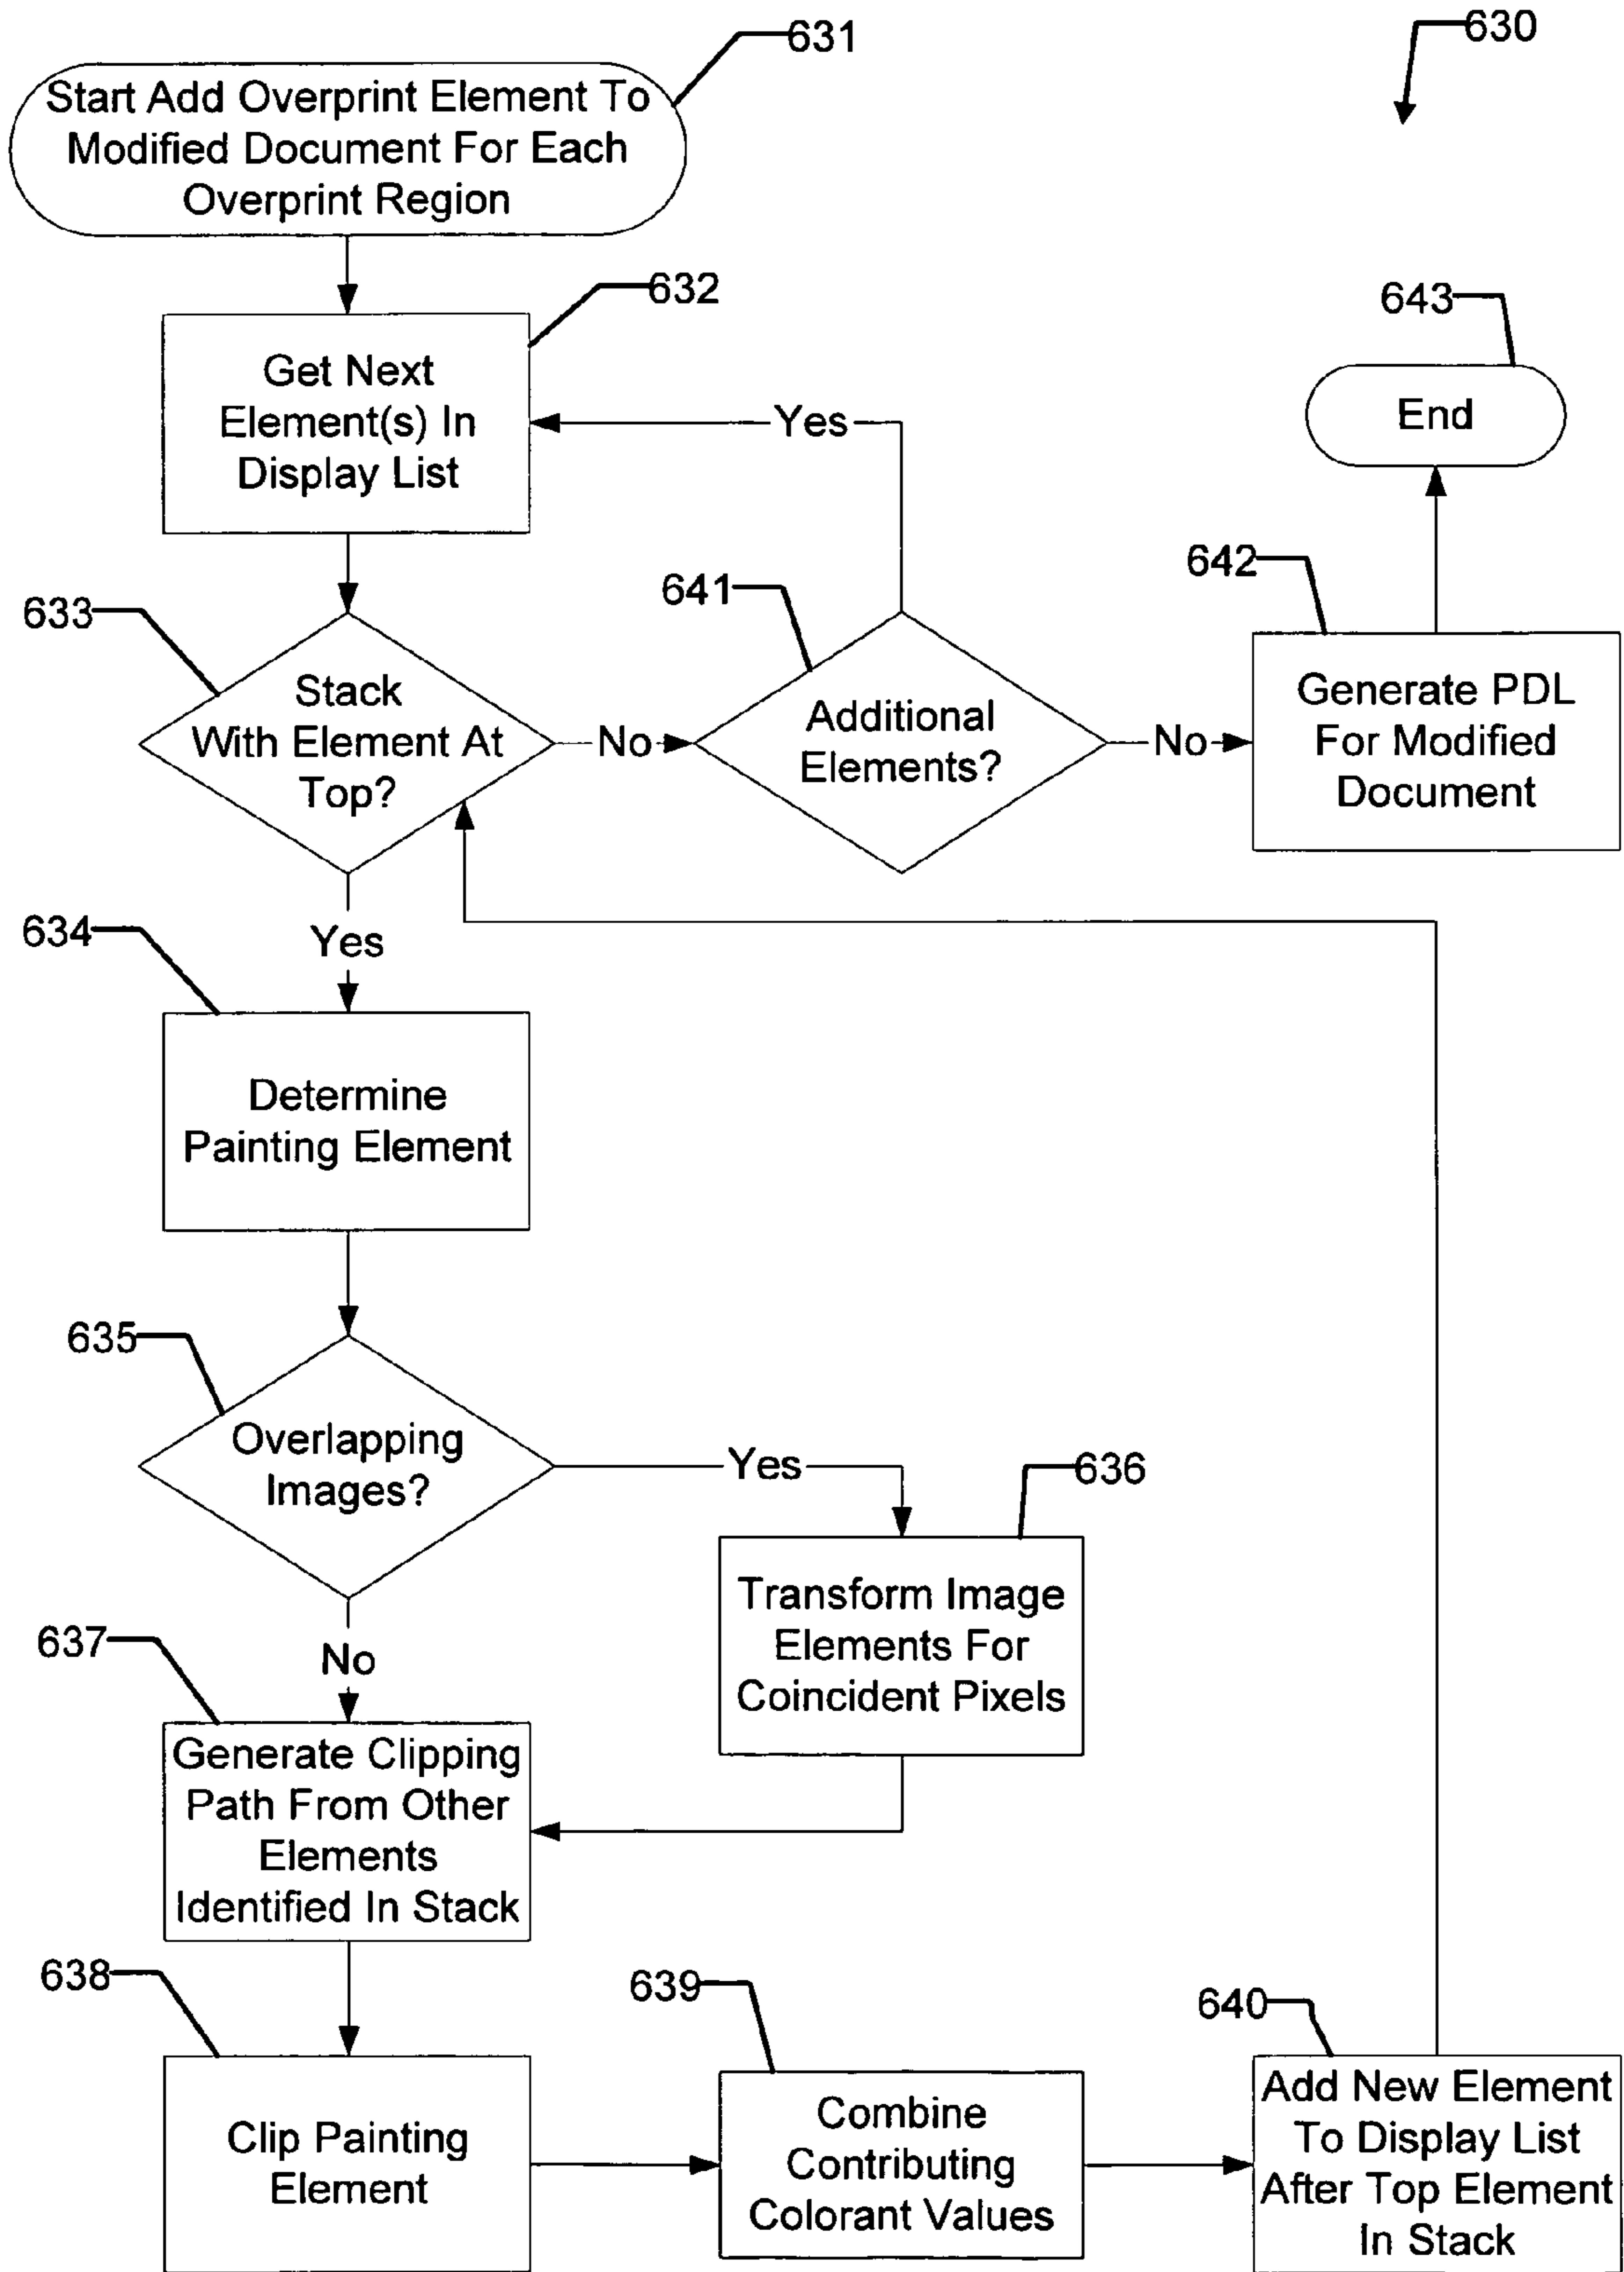 631
630
Start Add Overprint Element To
Modified Document For Each
Overprint Region
632
643
Get Next
Element(s) In
Display List
Yes
End
633
641
642
Stack
With Element At
Top?
No
Additional
Elements?
No
Generate PDL
For Modified
Document
634
Yes
Determine
Painting Element
635
Overlapping
Images?
Yes
636
Transform Image
Elements For
Coincident Pixels
637
No
Generate Clipping
Path From Other
Elements
Identified In Stack
638
639
640
Clip Painting
Element
Combine
Contributing
Colorant Values
Add New Element
To Display List
After Top Element
In Stack